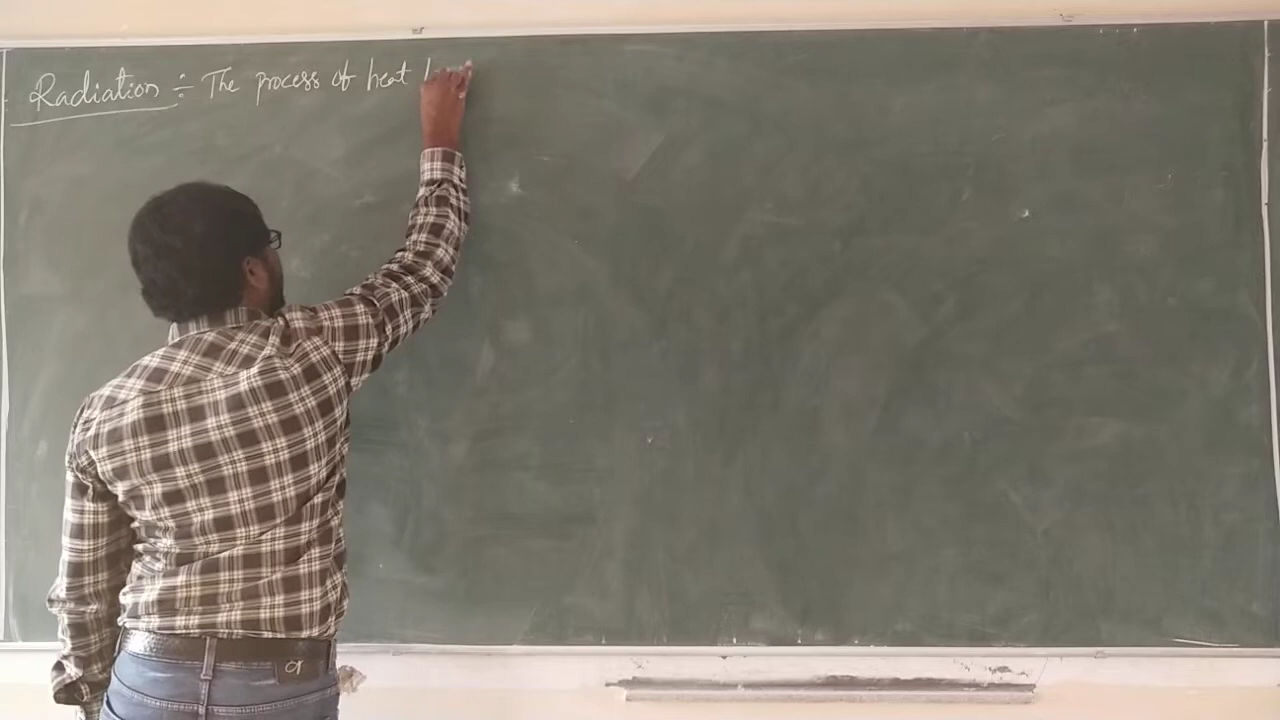 Radiation ÷ The process of heat